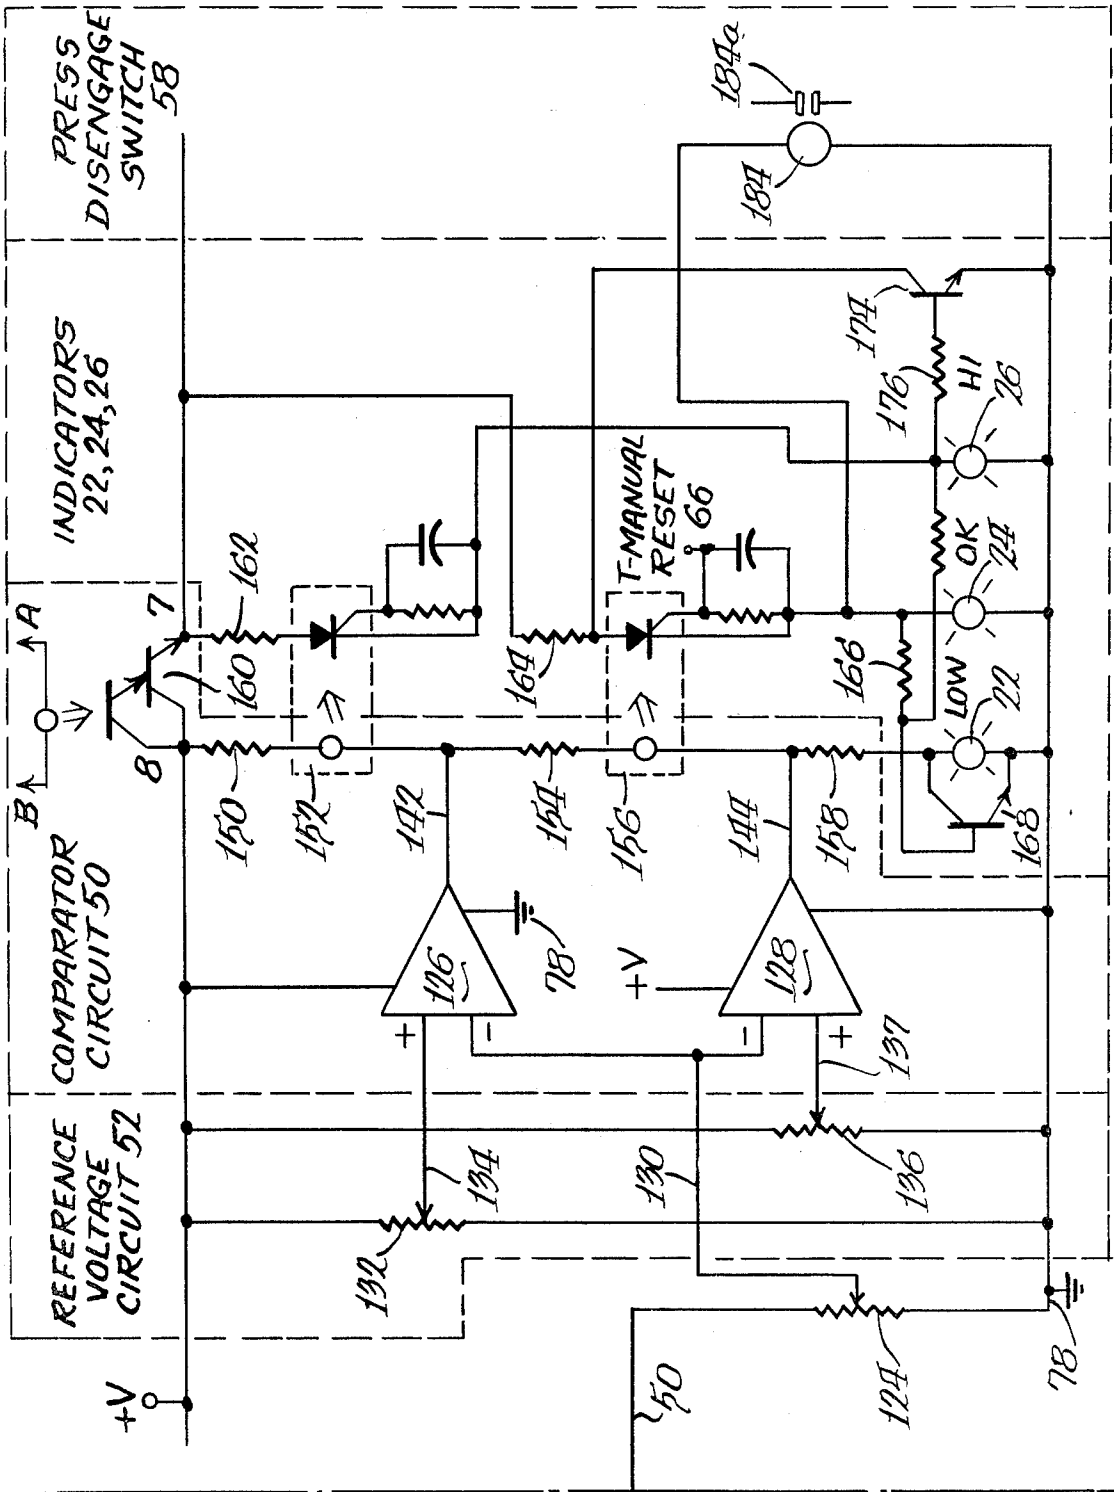 PRESS
DISENGAGE
SWITCH
58
INDICATORS
22, 24, 26
COMPARATOR
CIRCUIT 50
REFERENCE
VOLTAGE
CIRCUIT 52
+V
A
B
7
8
160
162
150
152
142
154
156
144
158
164
T-MANUAL
RESET
66
166
LOW
22
168
OK
24
HI
26
176
174
184
184a
126
+
-
78
+V
128
-
+
137
136
130
134
132
50
124
78